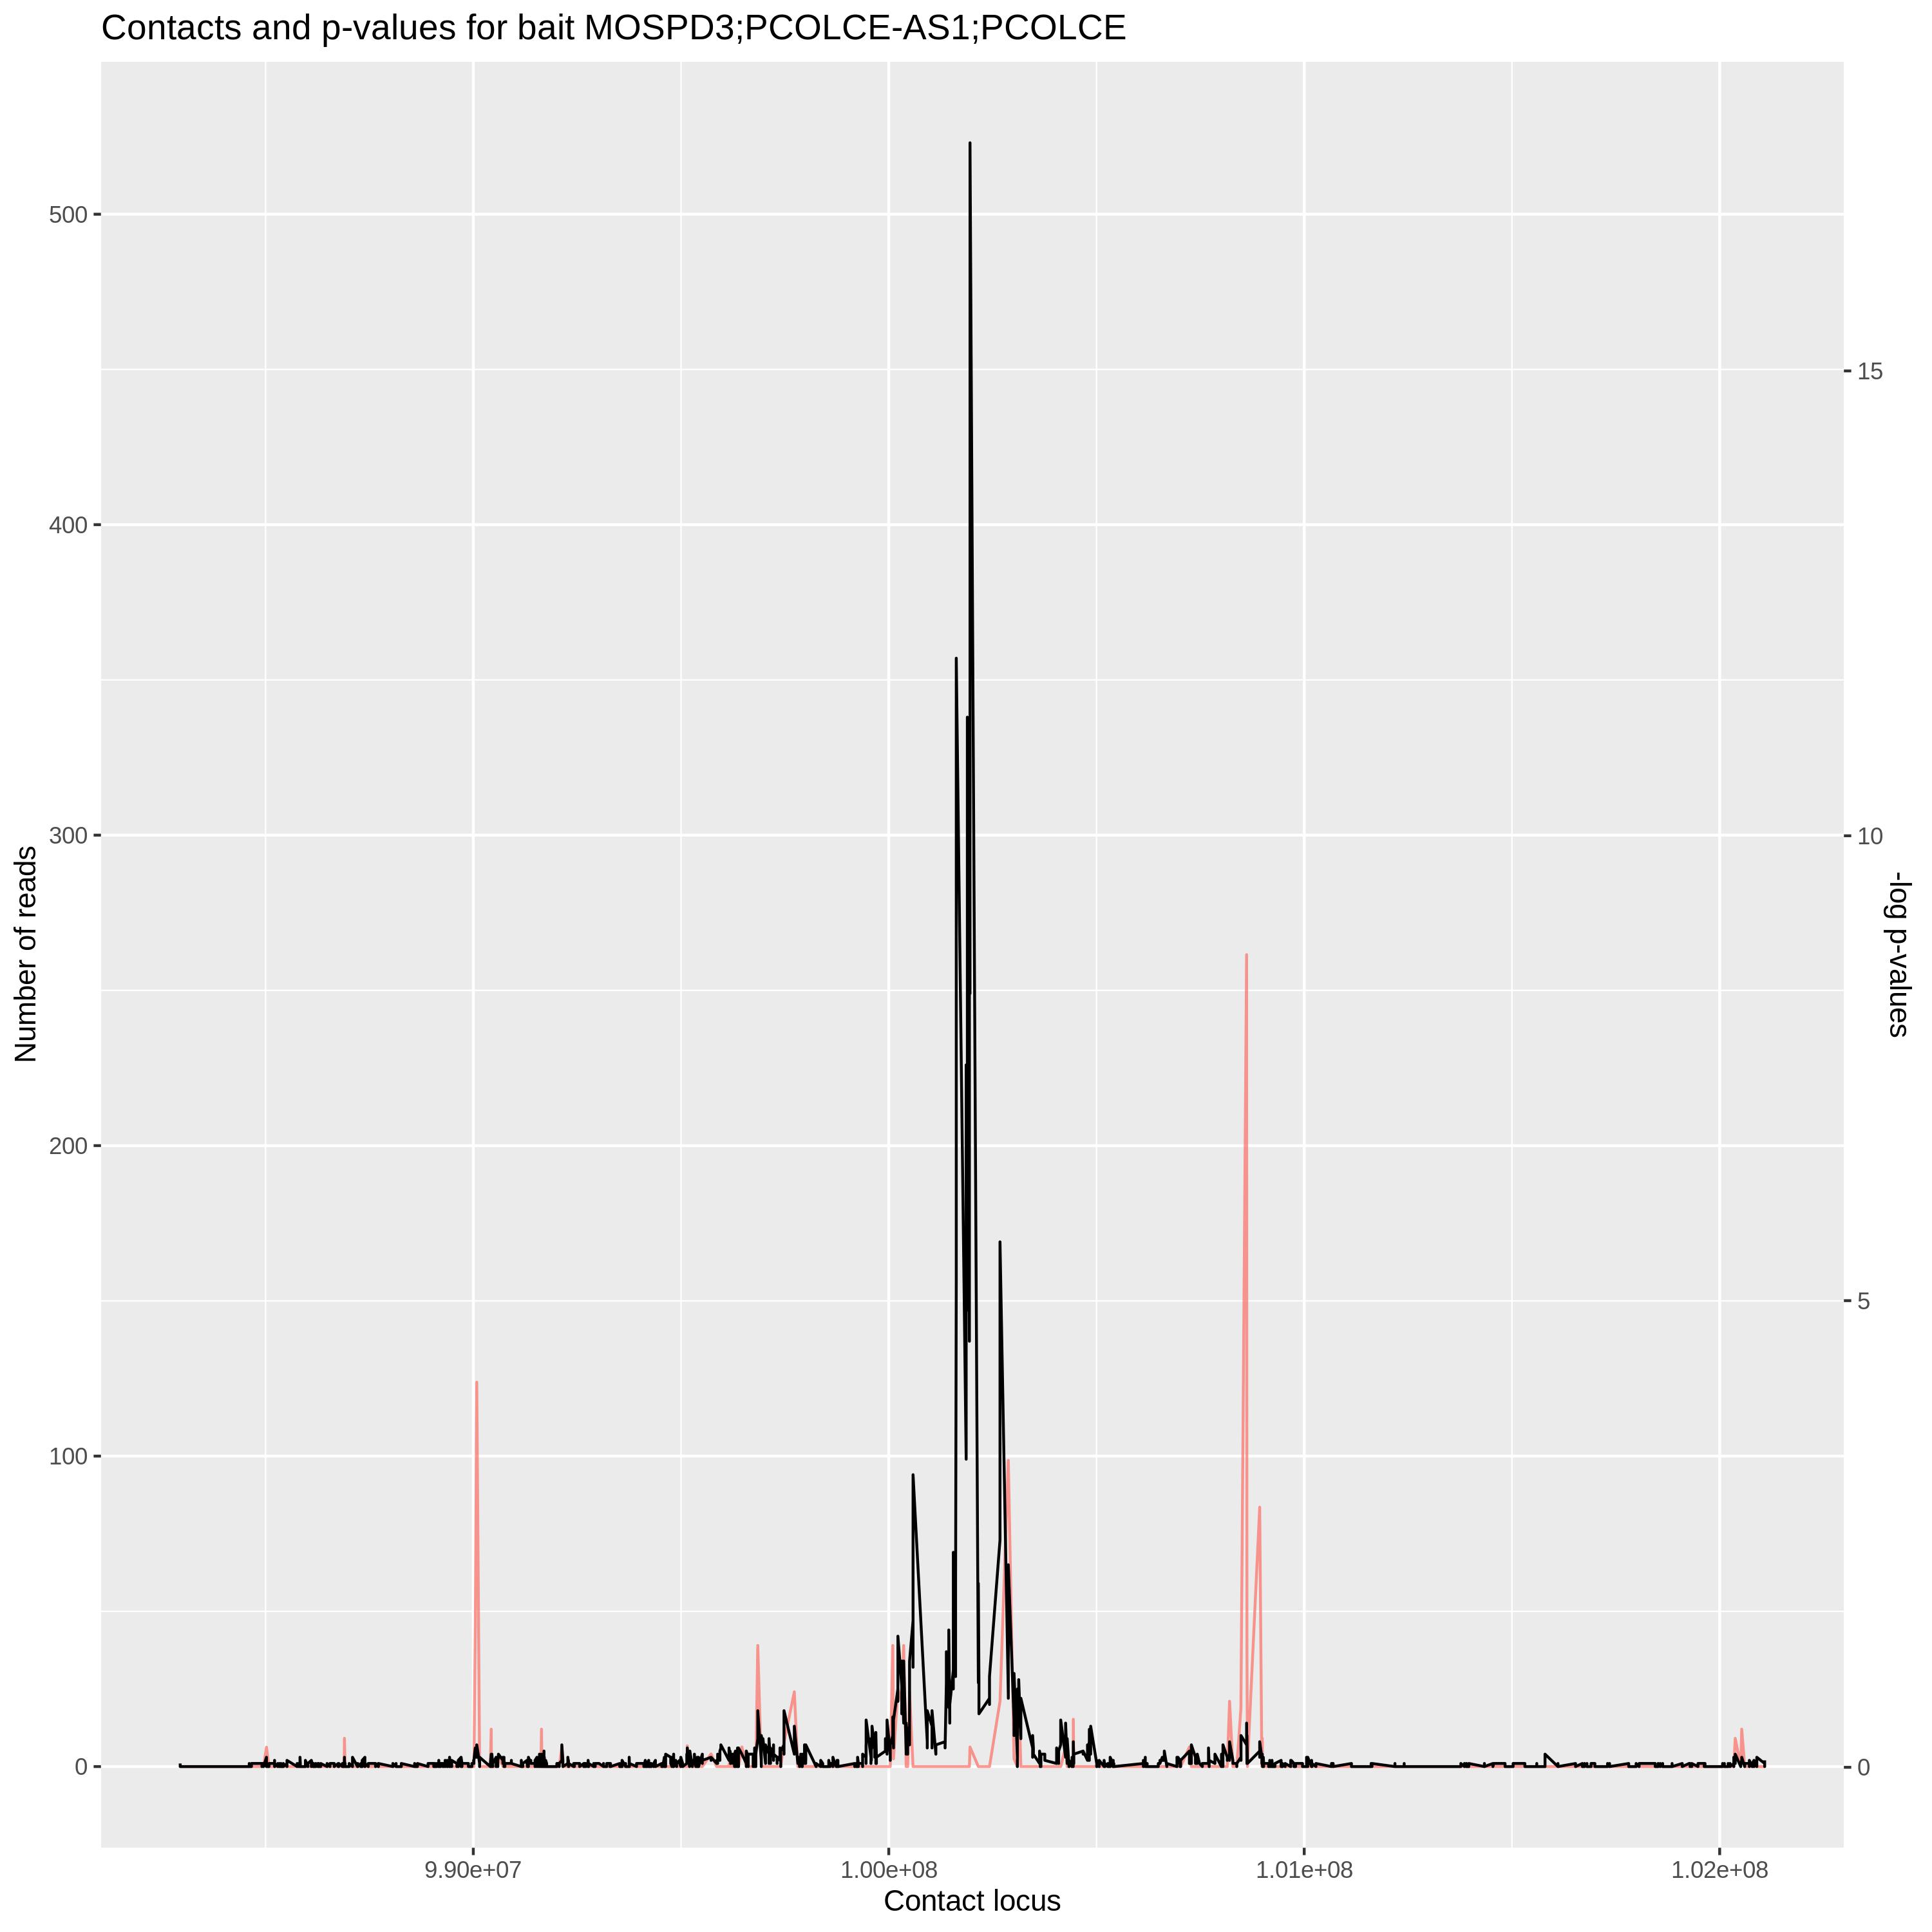 Contacts and p-values for bait MOSPD3;PCOLCE-AS1;PCOLCE
500
400
300
200
100
0
Number of reads
15
10
5
0
-log p-values
9.90e+07
1.00e+08
1.01e+08
1.02e+08
Contact locus